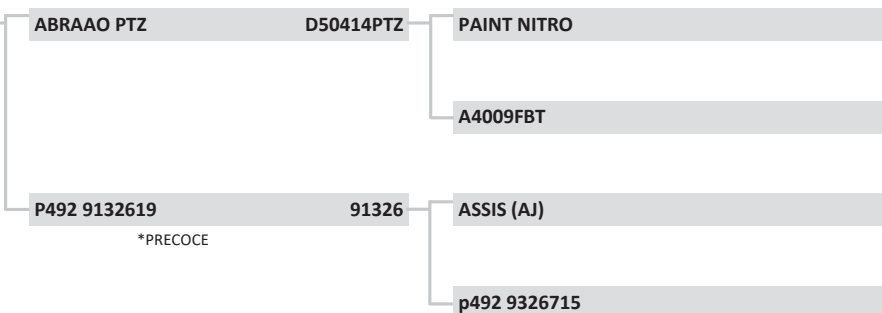 ABRAAO PTZ D50414PTZ PAINT NITRO
A4009FBT
P492 9132619 91326 ASSIS (AJ)
*PRECOCE
p492 9326715